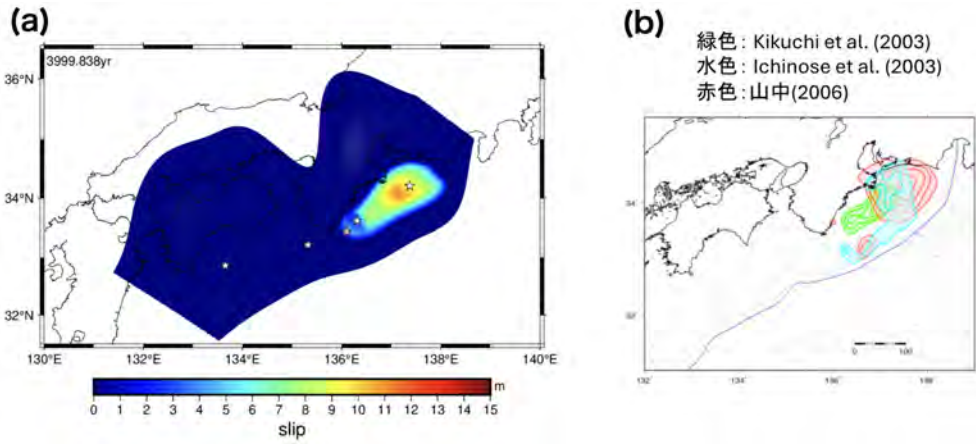 (a)
3999.838yr
36°N
34°N
32°N
130°E 132°E 134°E 136°E 138°E 140°E
0 1 2 3 4 5 6 7 8 9 10 11 12 13 14 15 m
slip
(b)
緑色: Kikuchi et al. (2003)
水色: Ichinose et al. (2003)
赤色: 山中(2006)
34
32
0 100
132 134 136 138